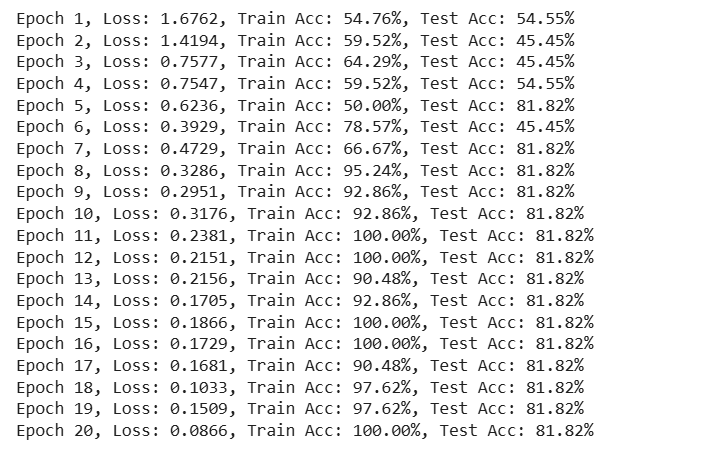 Epoch 1, Loss: 1.6762, Train Acc: 54.76%, Test Acc: 54.55%
Epoch 2, Loss: 1.4194, Train Acc: 59.52%, Test Acc: 45.45%
Epoch 3, Loss: 0.7577, Train Acc: 64.29%, Test Acc: 45.45%
Epoch 4, Loss: 0.7547, Train Acc: 59.52%, Test Acc: 54.55%
Epoch 5, Loss: 0.6236, Train Acc: 50.00%, Test Acc: 81.82%
Epoch 6, Loss: 0.3929, Train Acc: 78.57%, Test Acc: 45.45%
Epoch 7, Loss: 0.4729, Train Acc: 66.67%, Test Acc: 81.82%
Epoch 8, Loss: 0.3286, Train Acc: 95.24%, Test Acc: 81.82%
Epoch 9, Loss: 0.2951, Train Acc: 92.86%, Test Acc: 81.82%
Epoch 10, Loss: 0.3176, Train Acc: 92.86%, Test Acc: 81.82%
Epoch 11, Loss: 0.2381, Train Acc: 100.00%, Test Acc: 81.82%
Epoch 12, Loss: 0.2151, Train Acc: 100.00%, Test Acc: 81.82%
Epoch 13, Loss: 0.2156, Train Acc: 90.48%, Test Acc: 81.82%
Epoch 14, Loss: 0.1705, Train Acc: 92.86%, Test Acc: 81.82%
Epoch 15, Loss: 0.1866, Train Acc: 100.00%, Test Acc: 81.82%
Epoch 16, Loss: 0.1729, Train Acc: 100.00%, Test Acc: 81.82%
Epoch 17, Loss: 0.1681, Train Acc: 90.48%, Test Acc: 81.82%
Epoch 18, Loss: 0.1033, Train Acc: 97.62%, Test Acc: 81.82%
Epoch 19, Loss: 0.1509, Train Acc: 97.62%, Test Acc: 81.82%
Epoch 20, Loss: 0.0866, Train Acc: 100.00%, Test Acc: 81.82%